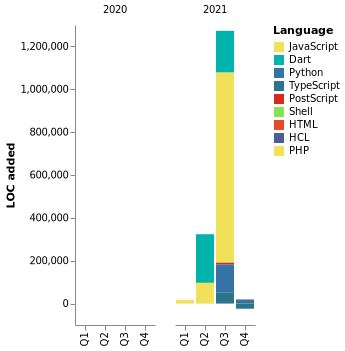 2020
2021
Language
JavaScript
Dart
Python
TypeScript
PostScript
Shell
HTML
HCL
PHP
LOC added
1,200,000
1,000,000
800,000
600,000
400,000
200,000
0
Q1 Q2 Q3 Q4
Q1 Q2 Q3 Q4